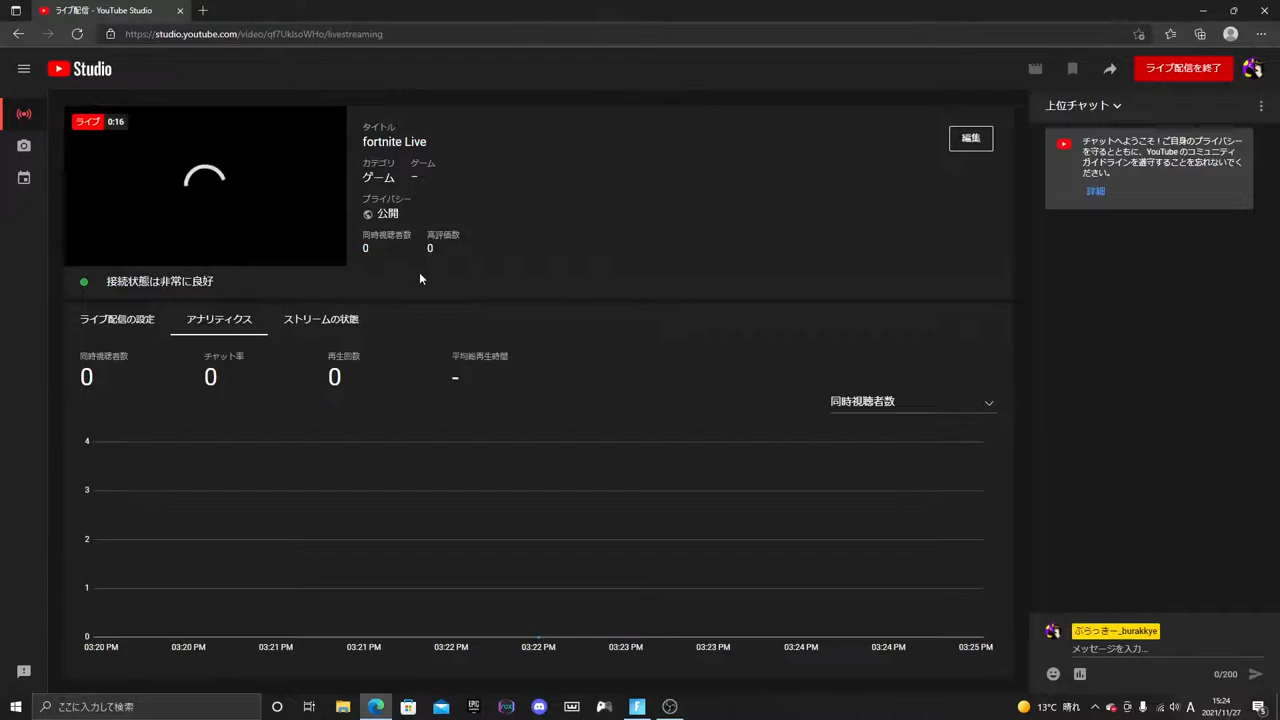 ライブ配信 - YouTube Studio
https://studio.youtube.com/video/qf7UkIsoWHo/livestreaming
Studio
ライブ配信を終了
上位チャット
ライブ 0:16
タイトル
fortnite Live
編集
カテゴリ ゲーム
ゲーム –
プライバシー
公開
同時視聴者数 高評価数
0 0
接続状態は非常に良好
チャットへようこそ！ご自身のプライバシー
を守るとともに、YouTube のコミュニティ
ガイドラインを遵守することを忘れないでく
ださい。
詳細
ライブ配信の設定 アナリティクス ストリームの状態
同時視聴者数 チャット率 再生回数 平均総再生時間
0 0 0 -
同時視聴者数
4
3
2
1
0
03:20 PM 03:20 PM 03:21 PM 03:21 PM 03:22 PM 03:22 PM 03:23 PM 03:23 PM 03:24 PM 03:24 PM 03:25 PM
ぶらっきー_burakkye
メッセージを入力...
0/200
ここに入力して検索
EPIC
13°C 晴れ
A
15:24
2021/11/27
5